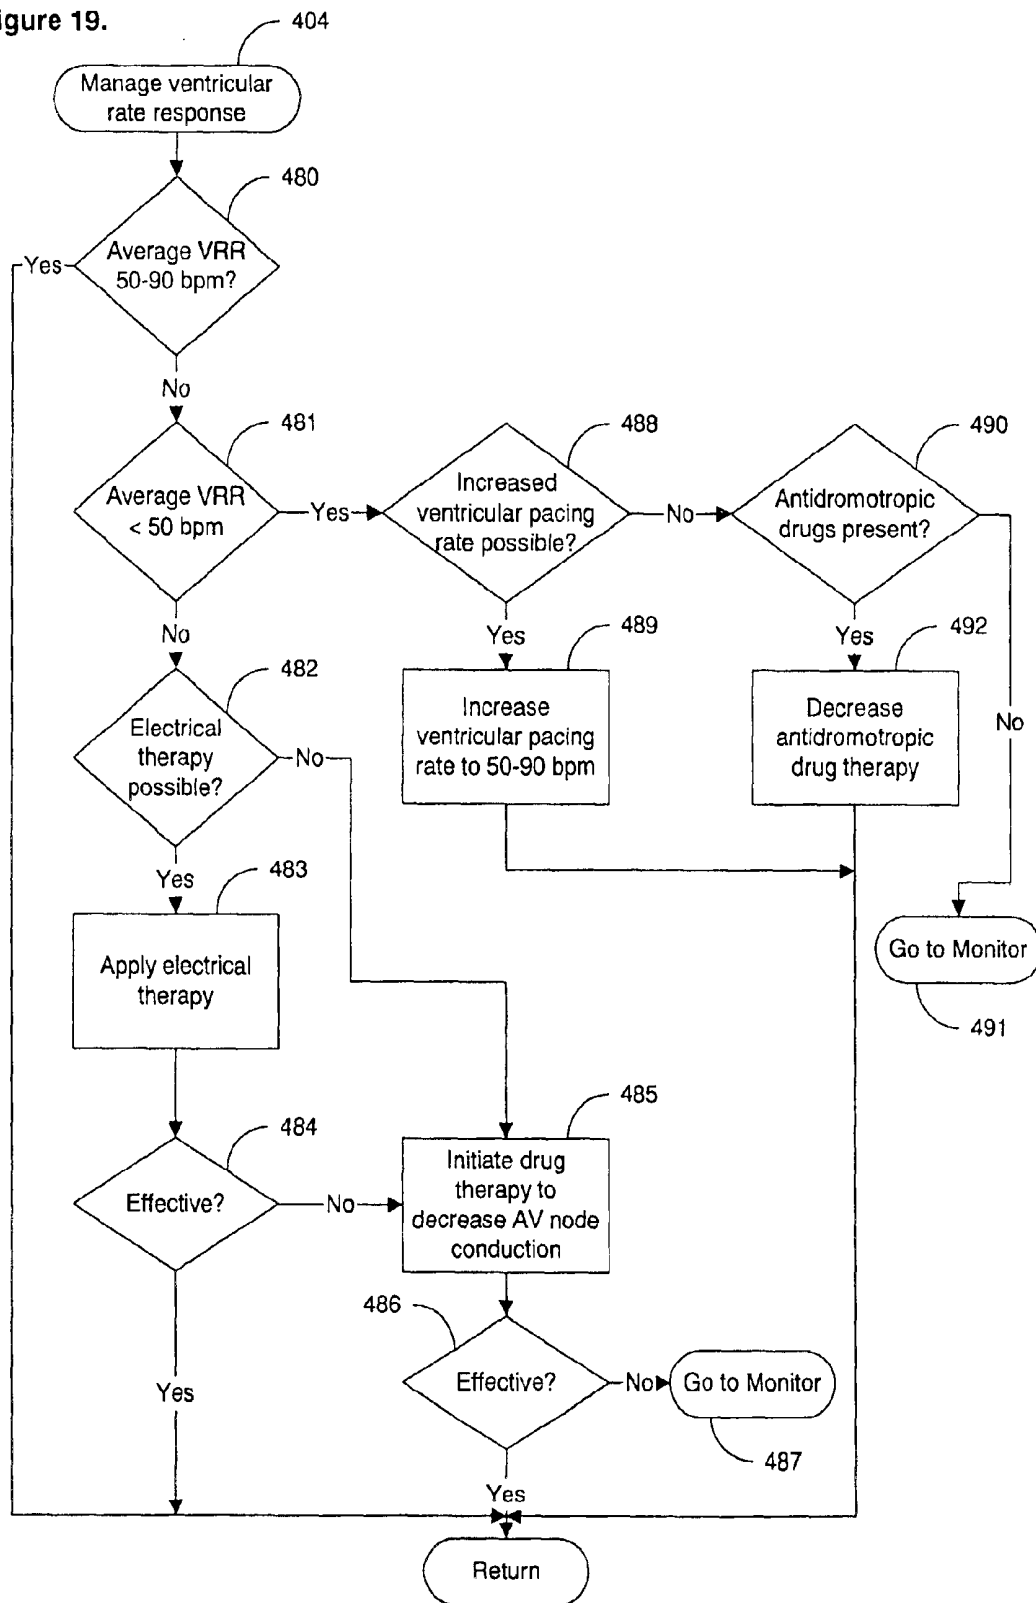 igure 19.
404
Manage ventricular
rate response
480
Average VRR
50-90 bpm?
Yes
No
481
Average VRR
< 50 bpm
Yes
488
Increased
ventricular pacing
rate possible?
No
490
Antidromotropic
drugs present?
No
482
Electrical
therapy
possible?
No
Yes
489
Increase
ventricular pacing
rate to 50-90 bpm
Yes
492
Decrease
antidromotropic
drug therapy
No
Yes
483
Apply electrical
therapy
Go to Monitor
491
484
Effective?
No
485
Initiate drug
therapy to
decrease AV node
conduction
486
Effective?
No
Go to Monitor
487
Yes
Yes
Return